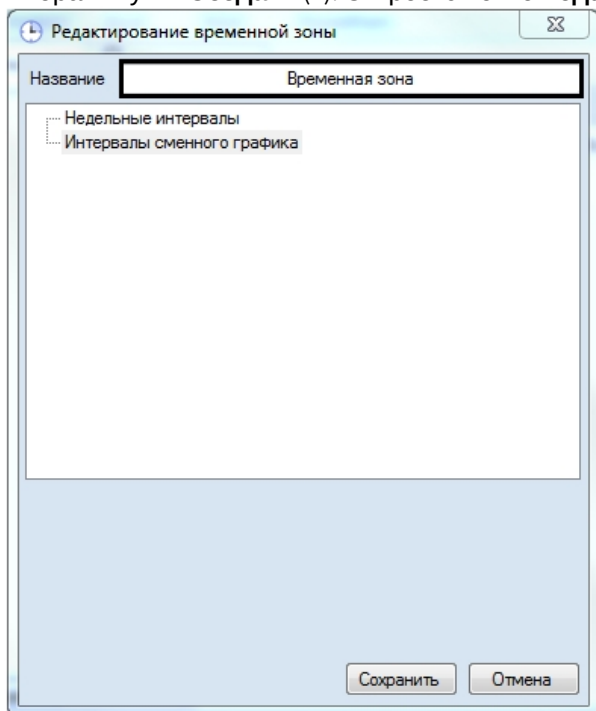 Редактирование временной зоны
Название Временная зона
Недельные интервалы
Интервалы сменного графика
Сохранить Отмена